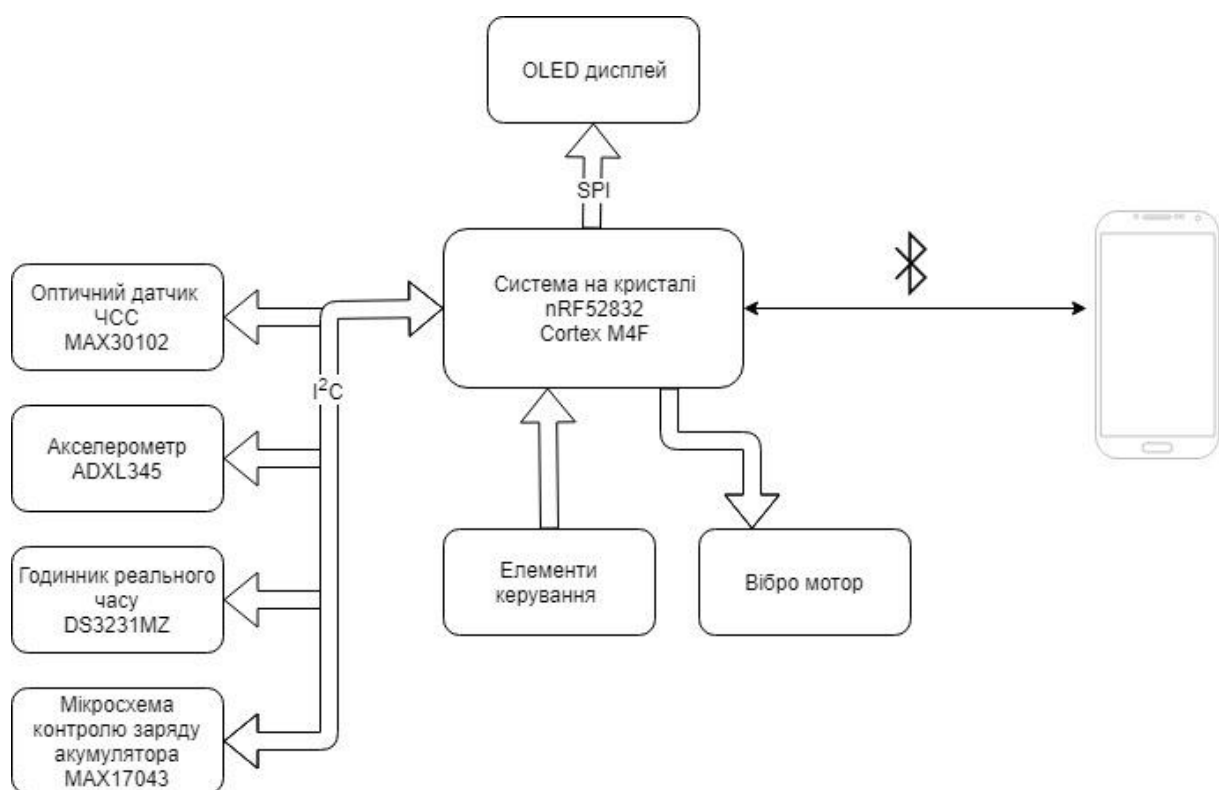 OLED дисплей
SPI
Система на кристалі
nRF52832
Cortex M4F
Оптичний датчик
ЧСС
MAX30102
I²C
Акселерометр
ADXL345
Годинник реального
часу
DS3231MZ
Мікросхема
контролю заряду
акумулятора
MAX17043
Елементи
керування
Вібро мотор